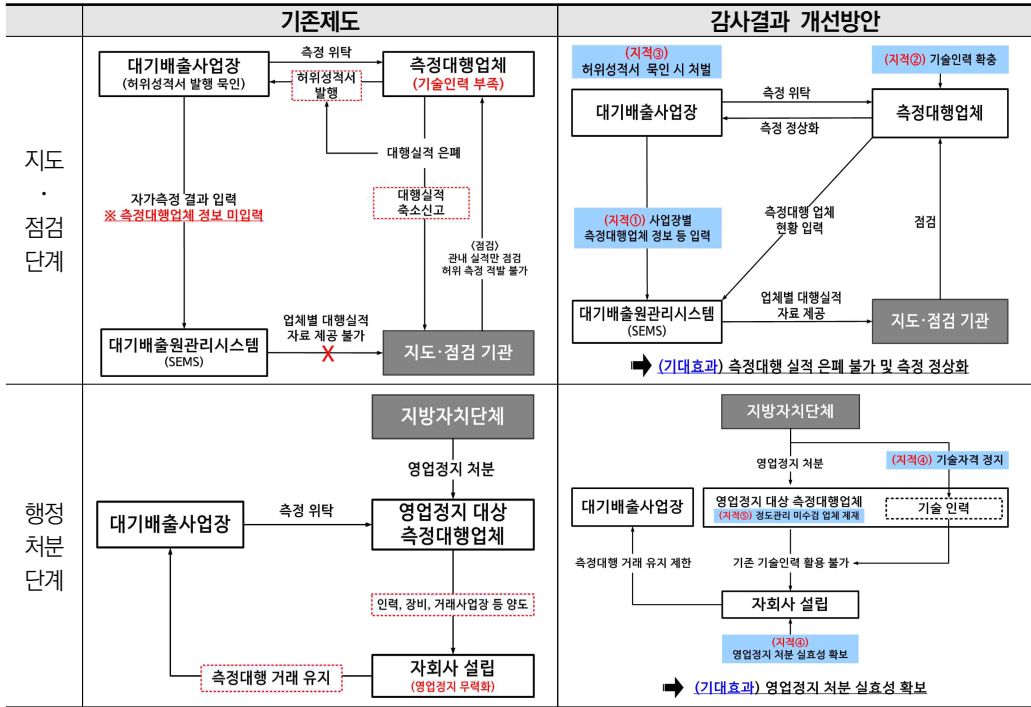 기존제도
감사결과 개선방안
지도
·
점검
단계
대기배출사업장
(허위성적서 발행 묵인)
측정 위탁
허위성적서
발행
측정대행업체
(기술인력 부족)
대행실적 은폐
대행실적
축소신고
자가측정 결과 입력
※ 측정대행업체 정보 미입력
〈점검〉
관내 실적만 점검
허위 측정 적발 불가
대기배출원관리시스템
(SEMS)
업체별 대행실적
자료 제공 불가
X
지도·점검 기관
(지적③)
허위성적서 묵인 시 처벌
(지적②) 기술인력 확충
대기배출사업장
측정 위탁
측정 정상화
측정대행업체
(지적①) 사업장별
측정대행업체 정보 등 입력
측정대행 업체
현황 입력
점검
대기배출원관리시스템
(SEMS)
업체별 대행실적
자료 제공
지도·점검 기관
➡ (기대효과) 측정대행 실적 은폐 불가 및 측정 정상화
행정
처분
단계
지방자치단체
영업정지 처분
대기배출사업장
측정 위탁
영업정지 대상
측정대행업체
인력, 장비, 거래사업장 등 양도
측정대행 거래 유지
자회사 설립
(영업정지 무력화)
지방자치단체
영업정지 처분
(지적④) 기술자격 정지
대기배출사업장
영업정지 대상 측정대행업체
(지적⑤) 정도관리 미수검 업체 제재
기술 인력
측정대행 거래 유지 제한
기존 기술인력 활용 불가
자회사 설립
(지적④)
영업정지 처분 실효성 확보
➡ (기대효과) 영업정지 처분 실효성 확보